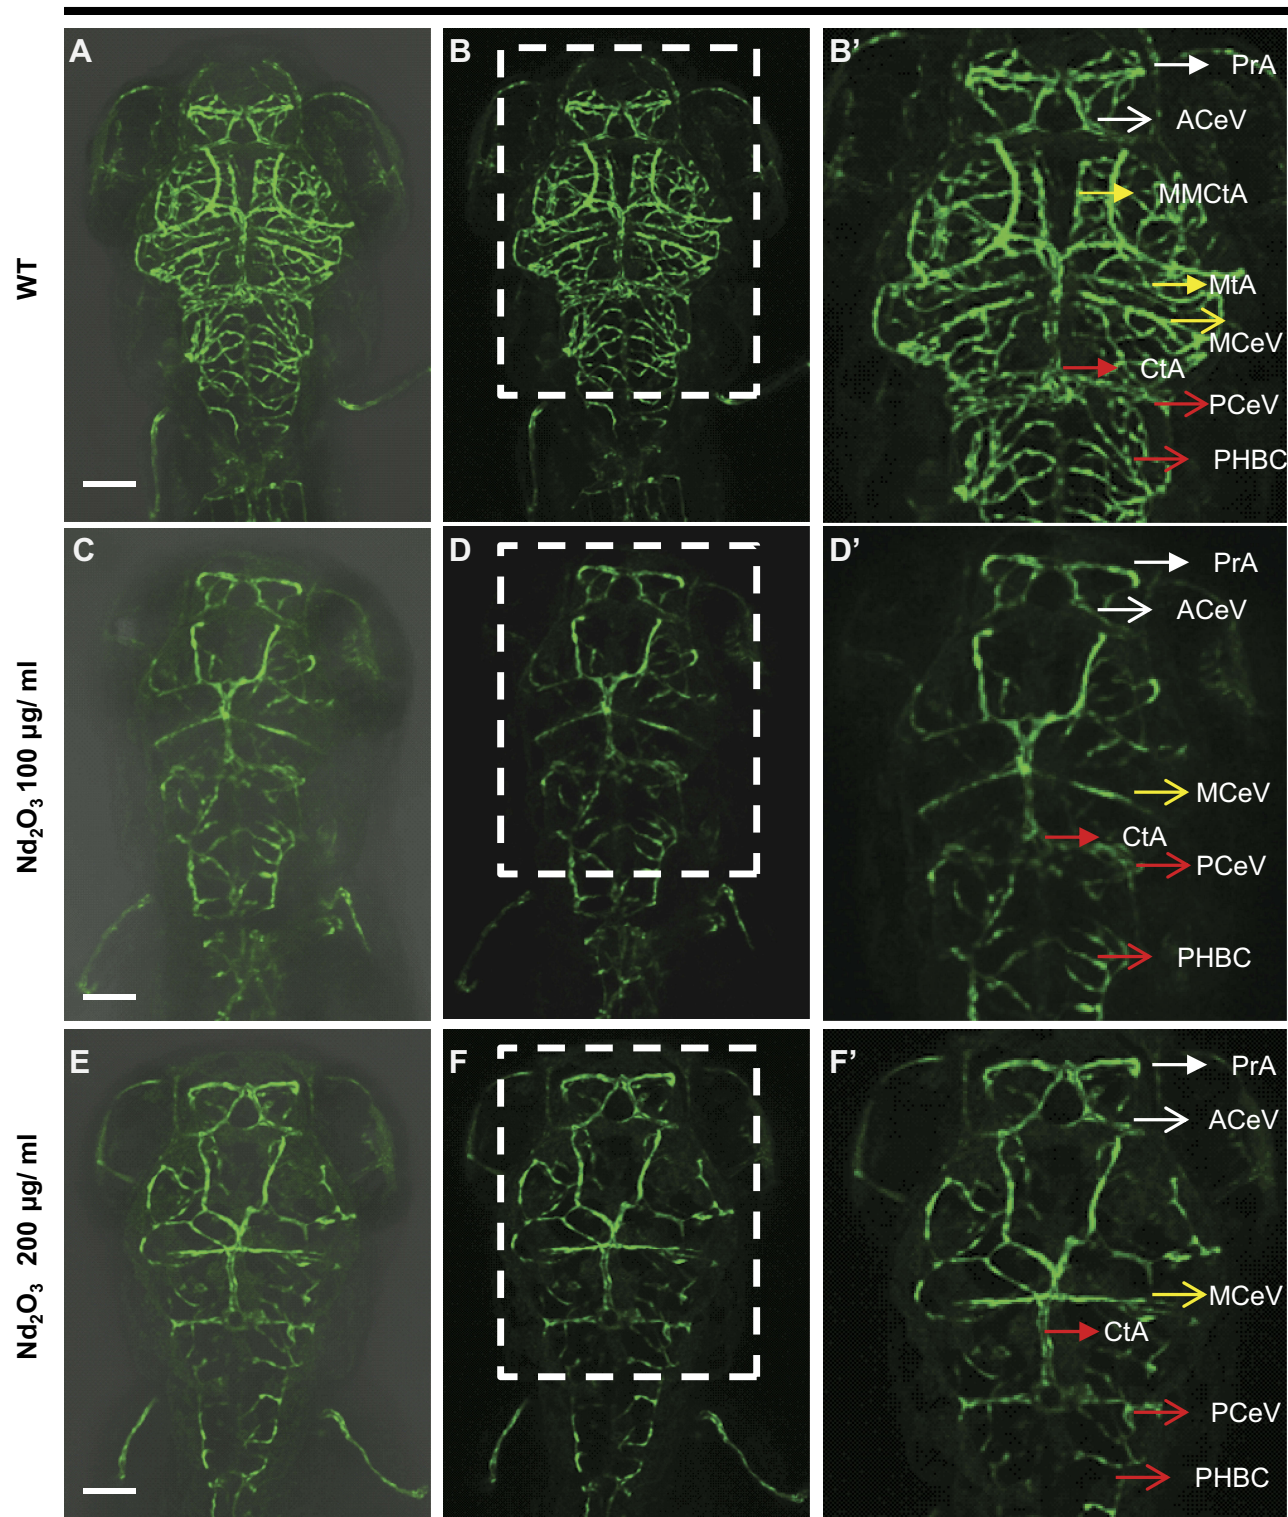 A
B
B’
PrA
ACeV
MMCtA
MtA
MCeV
CtA
PCeV
PHBC
WT
C
D
D’
PrA
ACeV
MCeV
CtA
PCeV
PHBC
Nd₂O₃ 100 µg/ ml
E
F
F’
PrA
ACeV
MCeV
CtA
PCeV
PHBC
Nd₂O₃ 200 µg/ ml